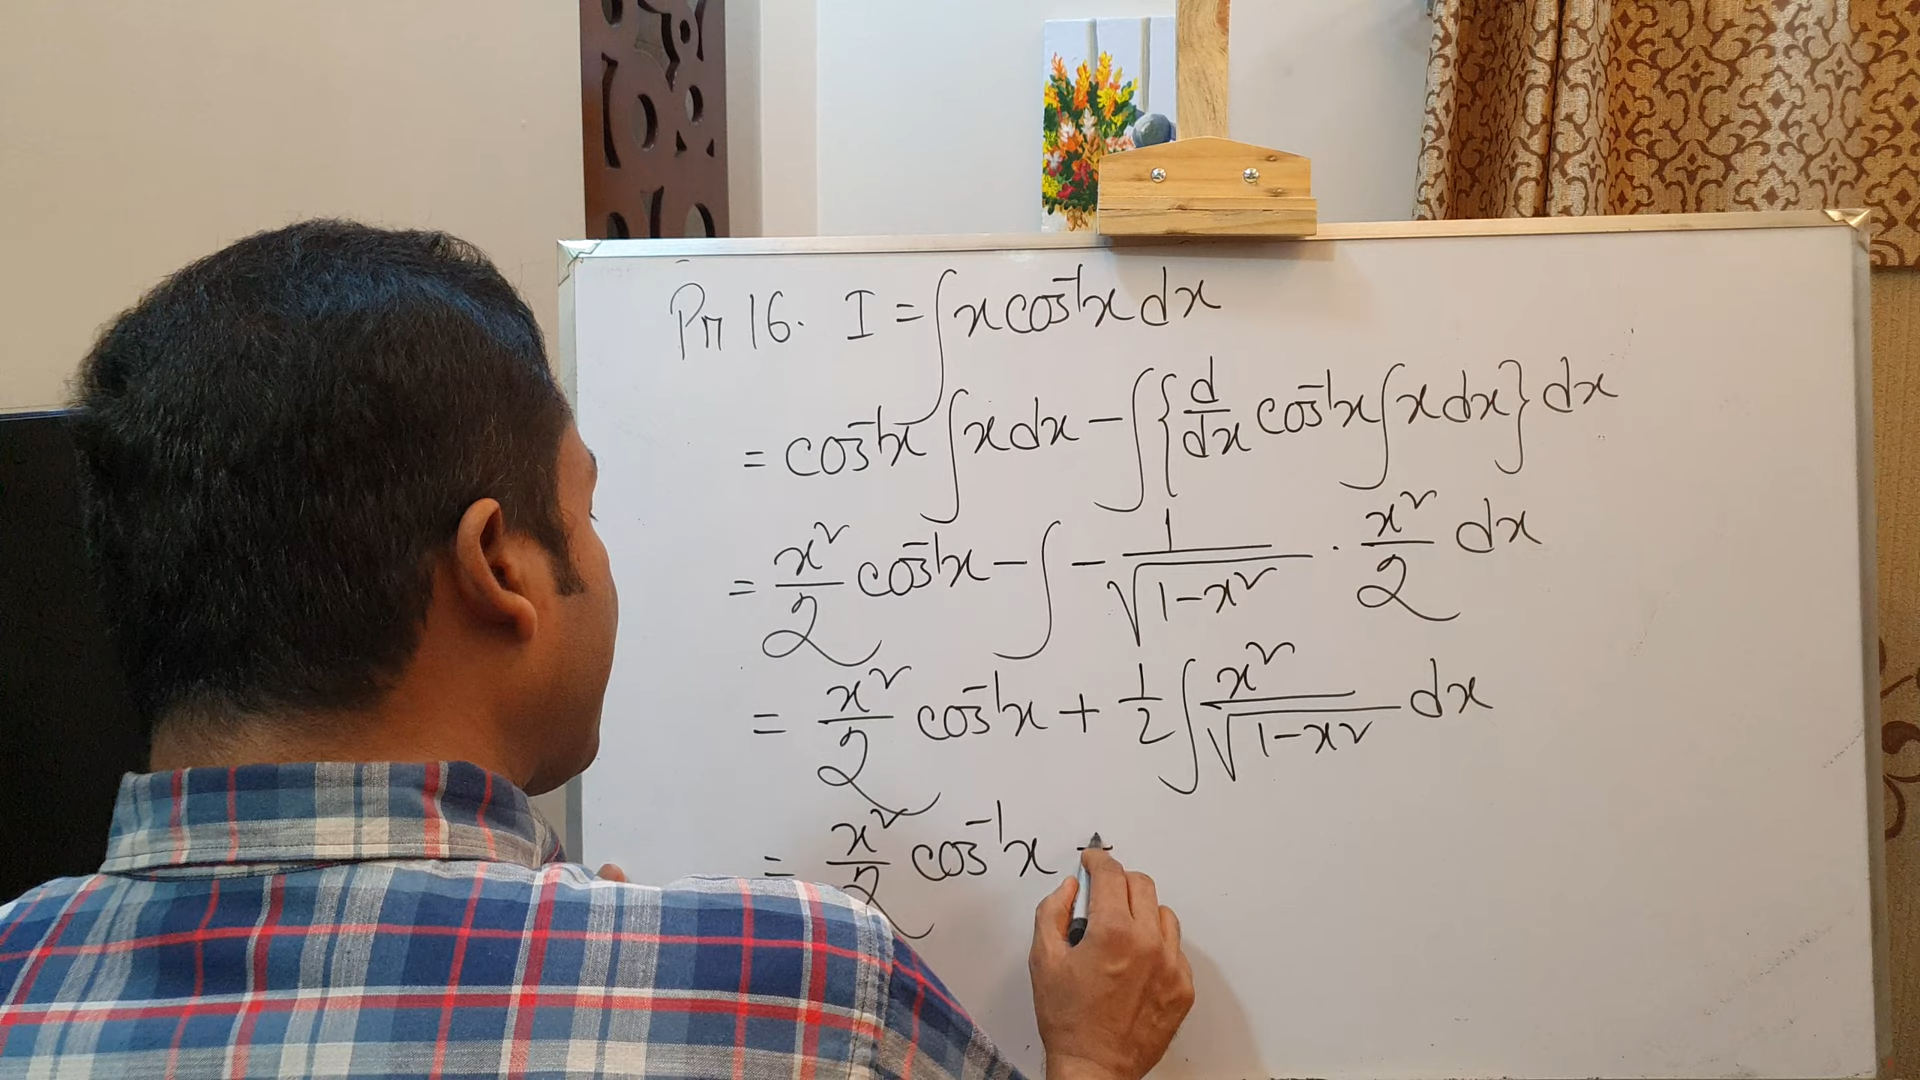 Pr 16. I = ∫ x cos⁻¹x dx
= cos⁻¹x ∫ x dx − ∫ { d/dx cos⁻¹x ∫ x dx } dx
= x²/2 cos⁻¹x − ∫ − 1/√(1−x²) · x²/2 dx
= x²/2 cos⁻¹x + 1/2 ∫ x²/√(1−x²) dx
= x²/2 cos⁻¹x −